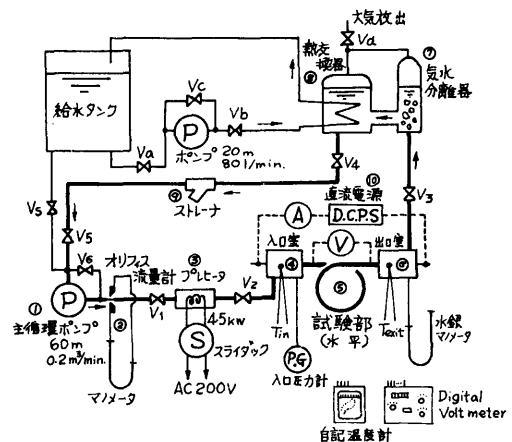 大気放出
Va
熱交
換器
⑧
⑦
気水
分離器
給水タンク
Vc
P
Vb
Va
ポンプ 20m
80l/min.
V4
⑨
ストレーナ
直流電源 ⑩
A
D.C.P.S
V3
Vs
V5
V6
オリフィス
流量計
③
プレヒータ
入口室
V
出口室
①
P
②
V1
V2
④
⑤
⑥
主循環ポンプ
60m
0.2m³/min.
4.5kw
S
スライダック
Tin
試験部
(水平)
Texit
水銀
マノメータ
マノメータ
AC200V
P.G
入口圧力計
自記温度計
Digital
Volt meter